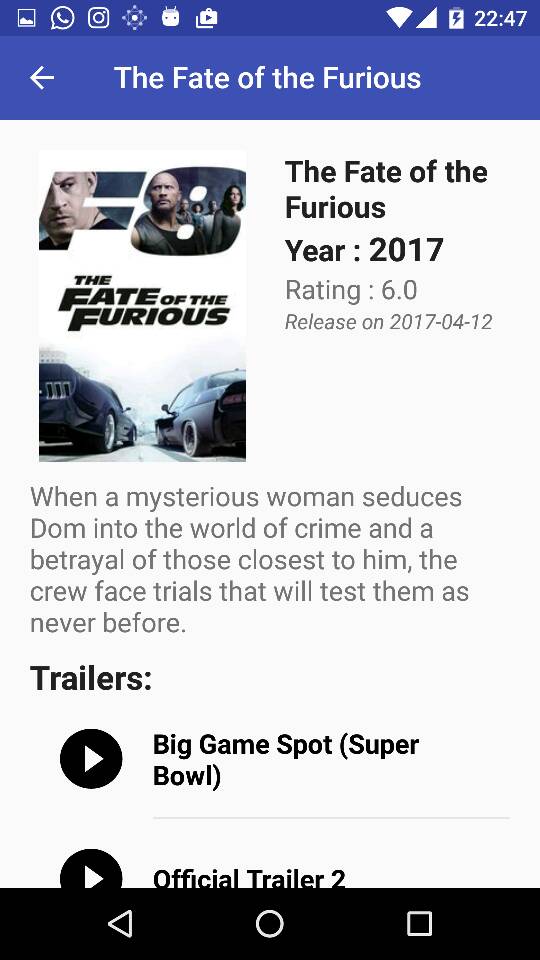 22:47
The Fate of the Furious
F8
THE
FATE OF THE
FURIOUS
The Fate of the
Furious
Year : 2017
Rating : 6.0
Release on 2017-04-12
When a mysterious woman seduces
Dom into the world of crime and a
betrayal of those closest to him, the
crew face trials that will test them as
never before.
Trailers:
Big Game Spot (Super
Bowl)
Official Trailer 2